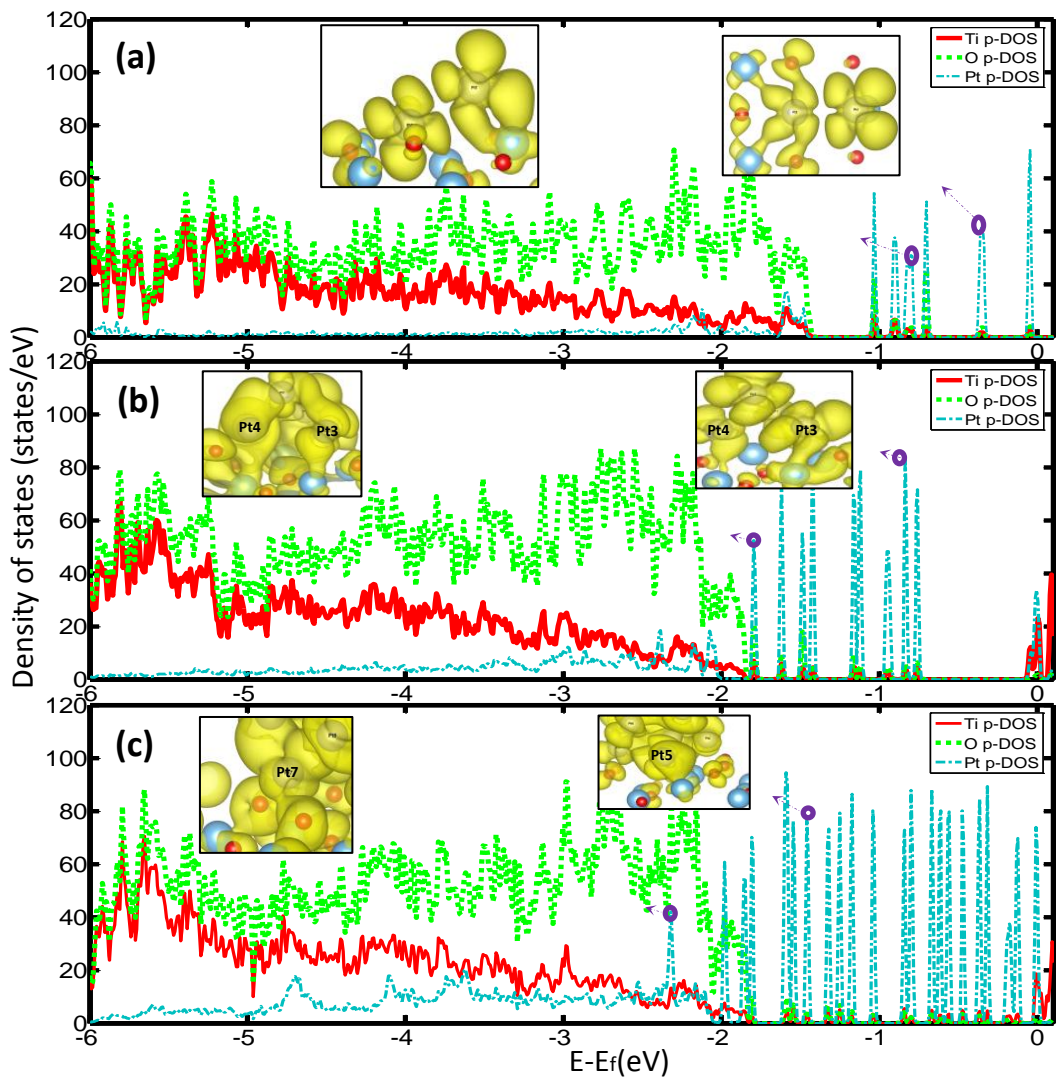 Density of states (states/eV)
120
100
80
60
40
20
0
(a)
Ti p-DOS
O p-DOS
Pt p-DOS
-6
-5
-4
-3
-2
-1
0
120
100
80
60
40
20
0
(b)
Pt4
Pt3
Pt4
Pt3
Ti p-DOS
O p-DOS
Pt p-DOS
-6
-5
-4
-3
-2
-1
0
120
100
80
60
40
20
0
(c)
Pt7
Pt5
Ti p-DOS
O p-DOS
Pt p-DOS
-6
-5
-4
-3
-2
-1
0
E-Ef(eV)